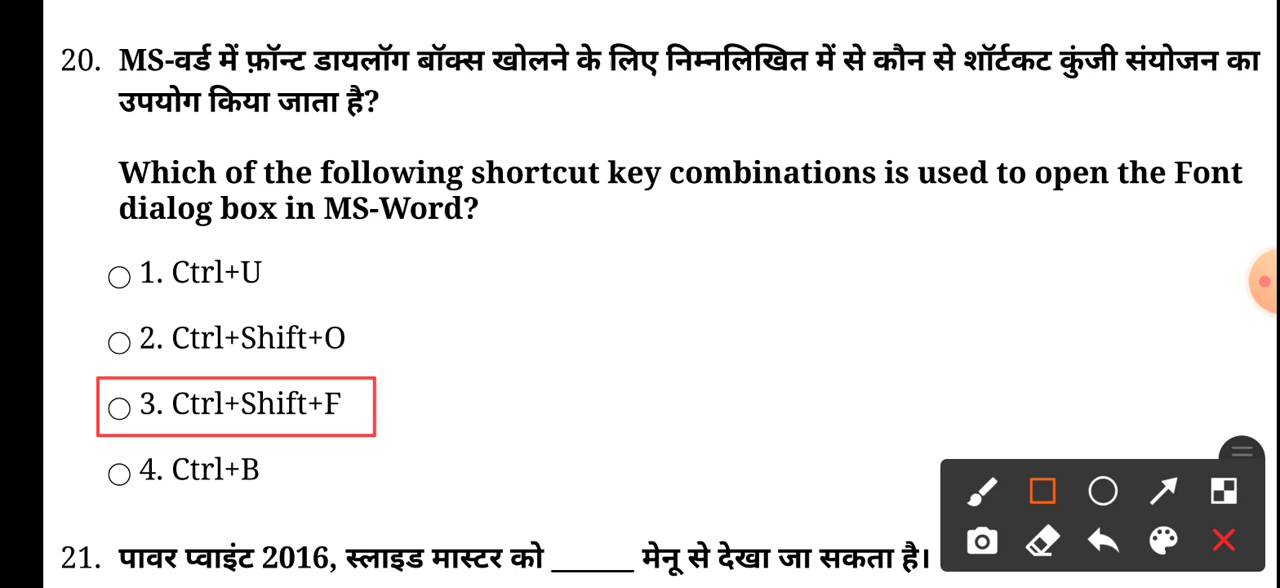 20. MS-वर्ड में फ़ॉन्ट डायलॉग बॉक्स खोलने के लिए निम्नलिखित में से कौन से शॉर्टकट कुंजी संयोजन का
उपयोग किया जाता है?
Which of the following shortcut key combinations is used to open the Font
dialog box in MS-Word?
1. Ctrl+U
2. Ctrl+Shift+O
3. Ctrl+Shift+F
4. Ctrl+B
21. पावर प्वाइंट 2016, स्लाइड मास्टर को ______ मेनू से देखा जा सकता है।